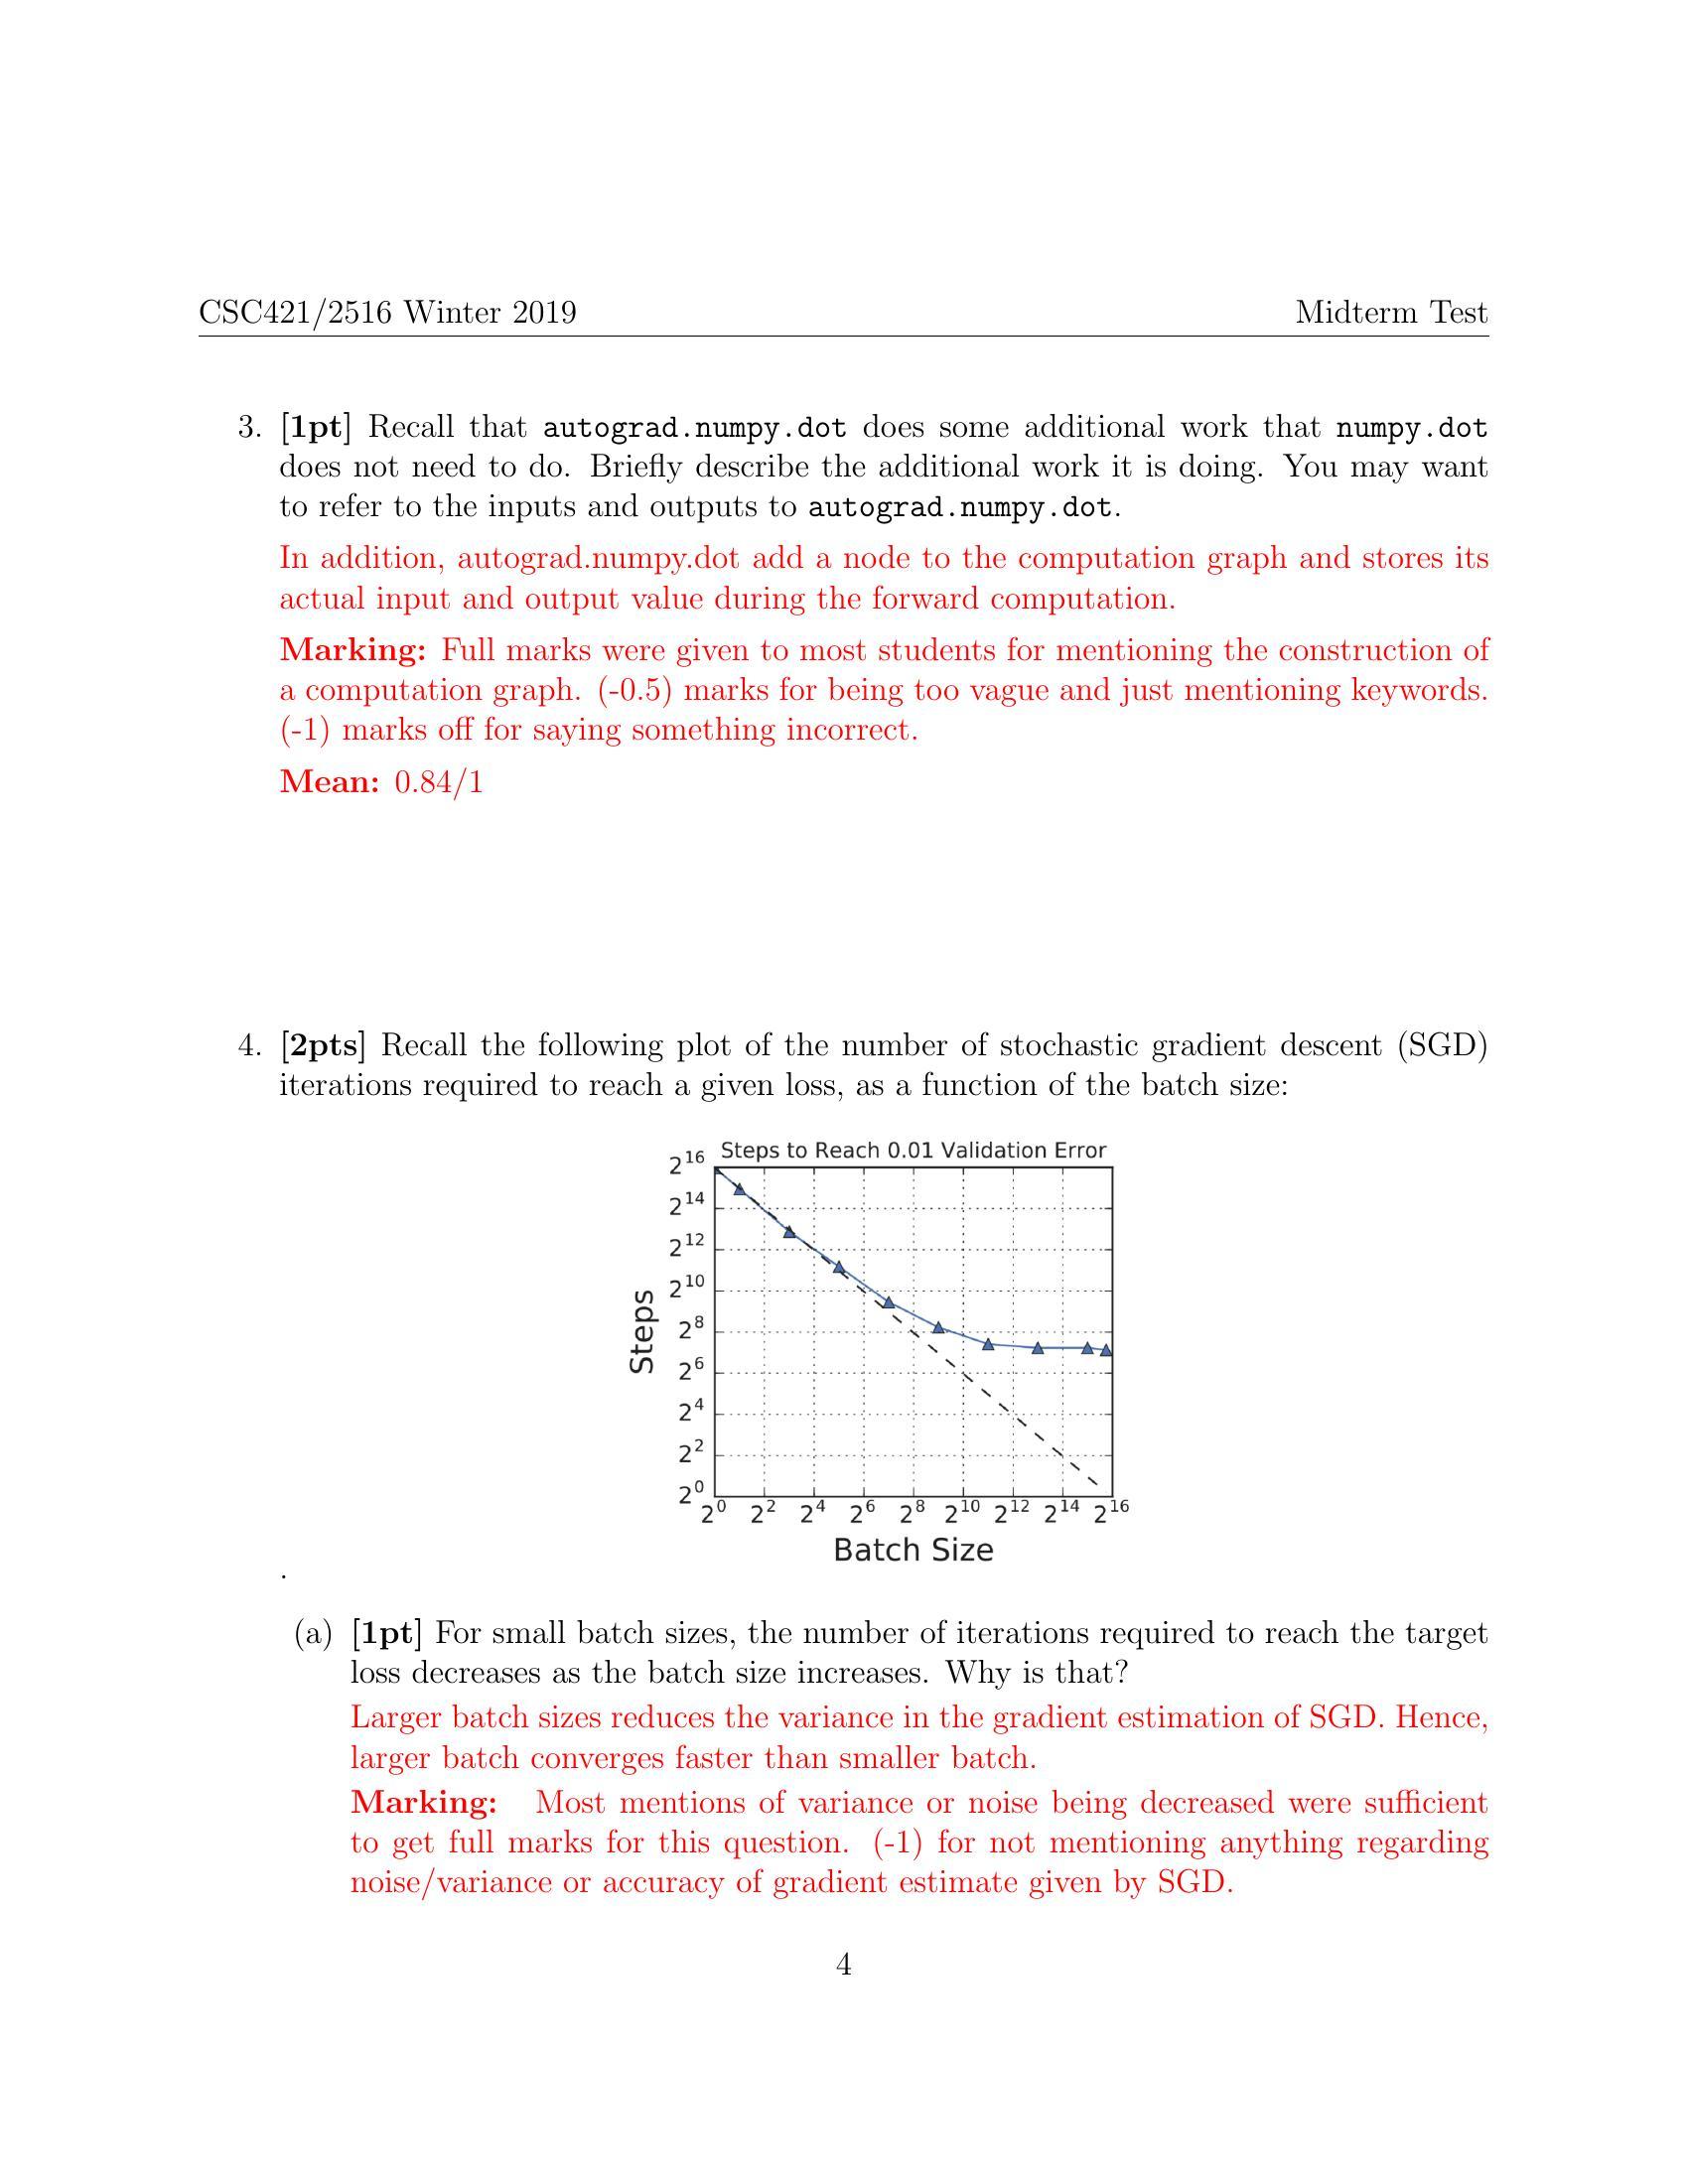 CSC421/2516 Winter 2019 Midterm Test
3. [1pt] Recall that autograd.numpy.dot does some additional work that numpy.dot
does not need to do. Briefly describe the additional work it is doing. You may want
to refer to the inputs and outputs to autograd.numpy.dot.
In addition, autograd.numpy.dot add a node to the computation graph and stores its
actual input and output value during the forward computation.
Marking: Full marks were given to most students for mentioning the construction of
a computation graph. (-0.5) marks for being too vague and just mentioning keywords.
(-1) marks off for saying something incorrect.
Mean: 0.84/1
4. [2pts] Recall the following plot of the number of stochastic gradient descent (SGD)
iterations required to reach a given loss, as a function of the batch size:
Steps to Reach 0.01 Validation Error
2^16
2^14
2^12
2^10
2^8
2^6
2^4
2^2
2^0
Steps
2^0 2^2 2^4 2^6 2^8 2^10 2^12 2^14 2^16
Batch Size
.
(a) [1pt] For small batch sizes, the number of iterations required to reach the target
loss decreases as the batch size increases. Why is that?
Larger batch sizes reduces the variance in the gradient estimation of SGD. Hence,
larger batch converges faster than smaller batch.
Marking: Most mentions of variance or noise being decreased were sufficient
to get full marks for this question. (-1) for not mentioning anything regarding
noise/variance or accuracy of gradient estimate given by SGD.
4